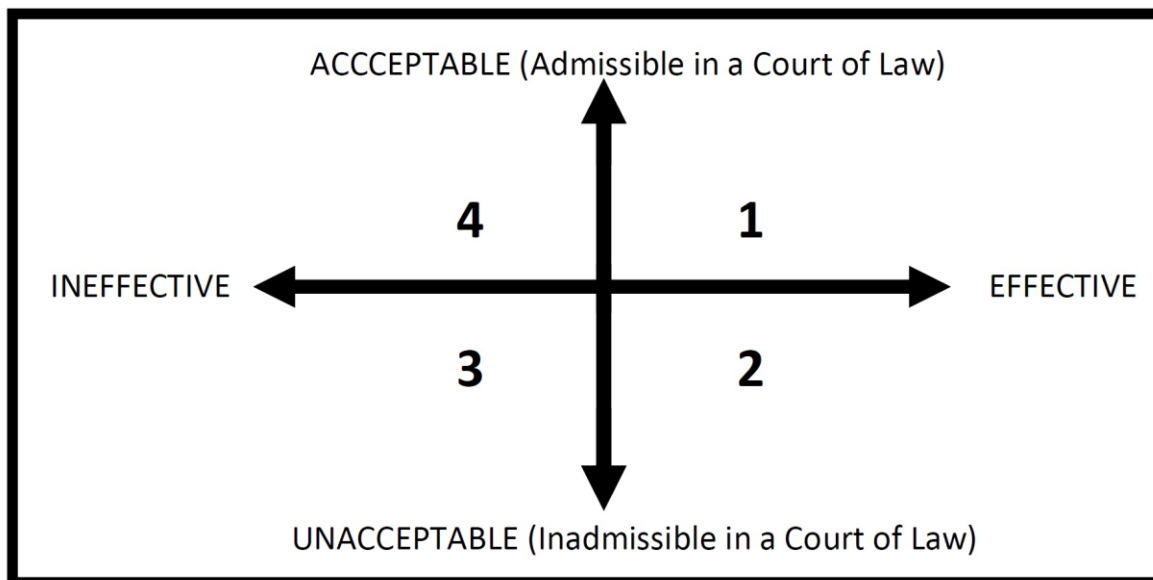 ACCCEPTABLE (Admissible in a Court of Law)
4 1
INEFFECTIVE EFFECTIVE
3 2
UNACCEPTABLE (Inadmissible in a Court of Law)